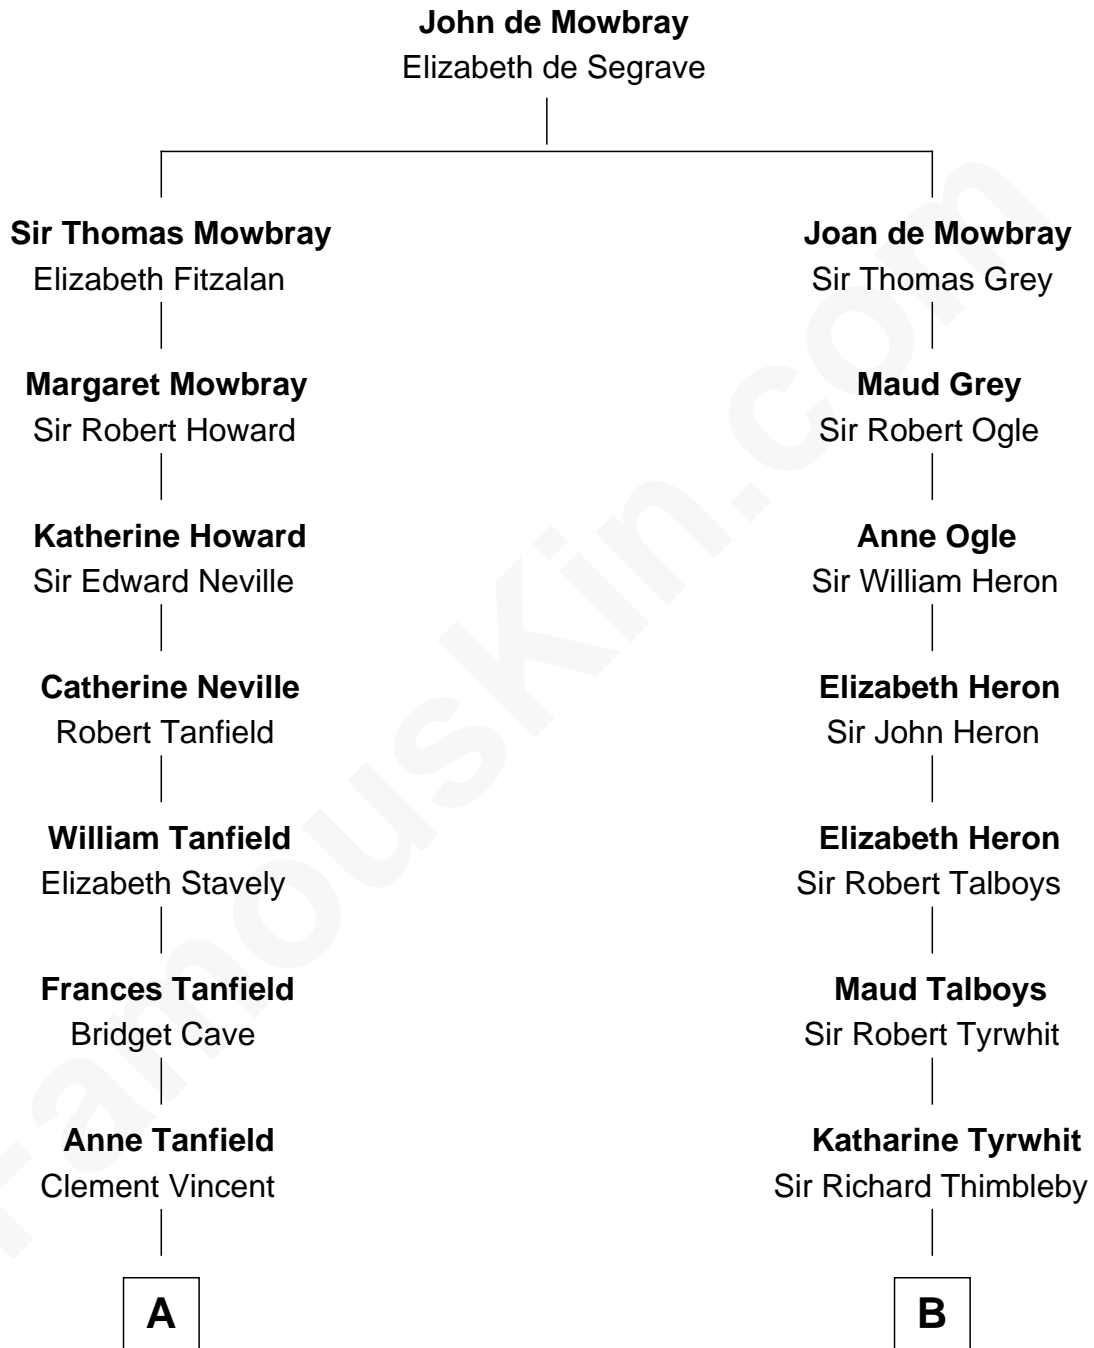 John de Mowbray
Elizabeth de Segrave
Sir Thomas Mowbray
Elizabeth Fitzalan
Joan de Mowbray
Sir Thomas Grey
Margaret Mowbray
Sir Robert Howard
Maud Grey
Sir Robert Ogle
Katherine Howard
Sir Edward Neville
Anne Ogle
Sir William Heron
Catherine Neville
Robert Tanfield
Elizabeth Heron
Sir John Heron
William Tanfield
Elizabeth Stavely
Elizabeth Heron
Sir Robert Talboys
Frances Tanfield
Bridget Cave
Maud Talboys
Sir Robert Tyrwhit
Anne Tanfield
Clement Vincent
Katharine Tyrwhit
Sir Richard Thimbleby
A
B
FamousKin.com